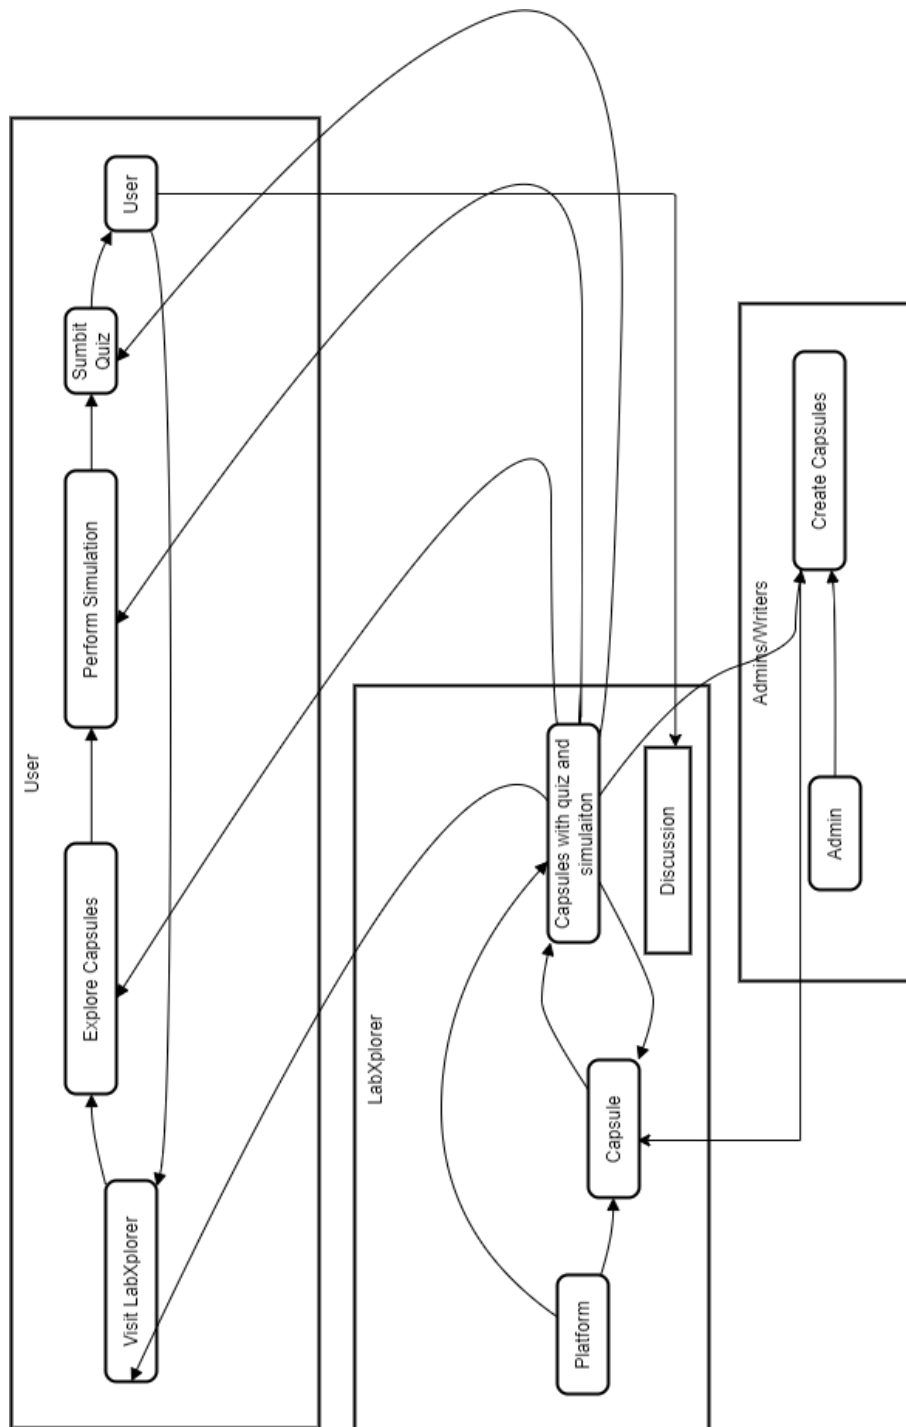 User
Visit LabXplorer
Explore Capsules
Perform Simulation
Sumbit
Quiz
User
LabXplorer
Platform
Capsule
Capsules with quiz and
simulaiton
Discussion
Admins/Writers
Admin
Create Capsules